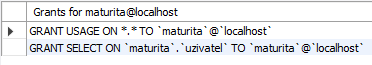 Grants for maturita@localhost
GRANT USAGE ON *.* TO `maturita`@`localhost`
GRANT SELECT ON `maturita`.`uzivatel` TO `maturita`@`localhost`